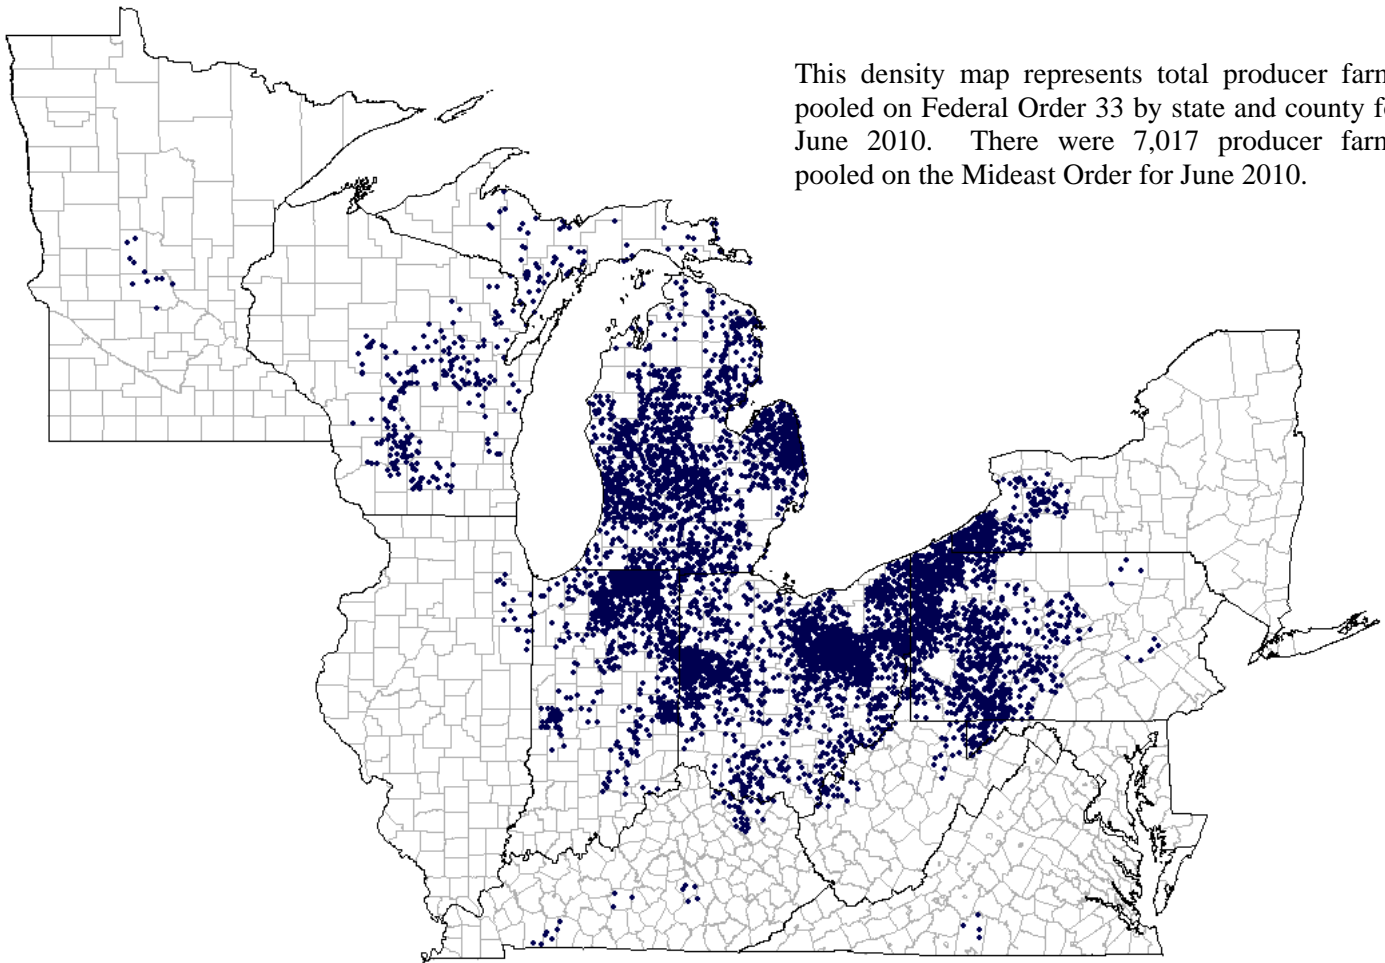 This density map represents total producer farm
pooled on Federal Order 33 by state and county f
June 2010. There were 7,017 producer farm
pooled on the Mideast Order for June 2010.